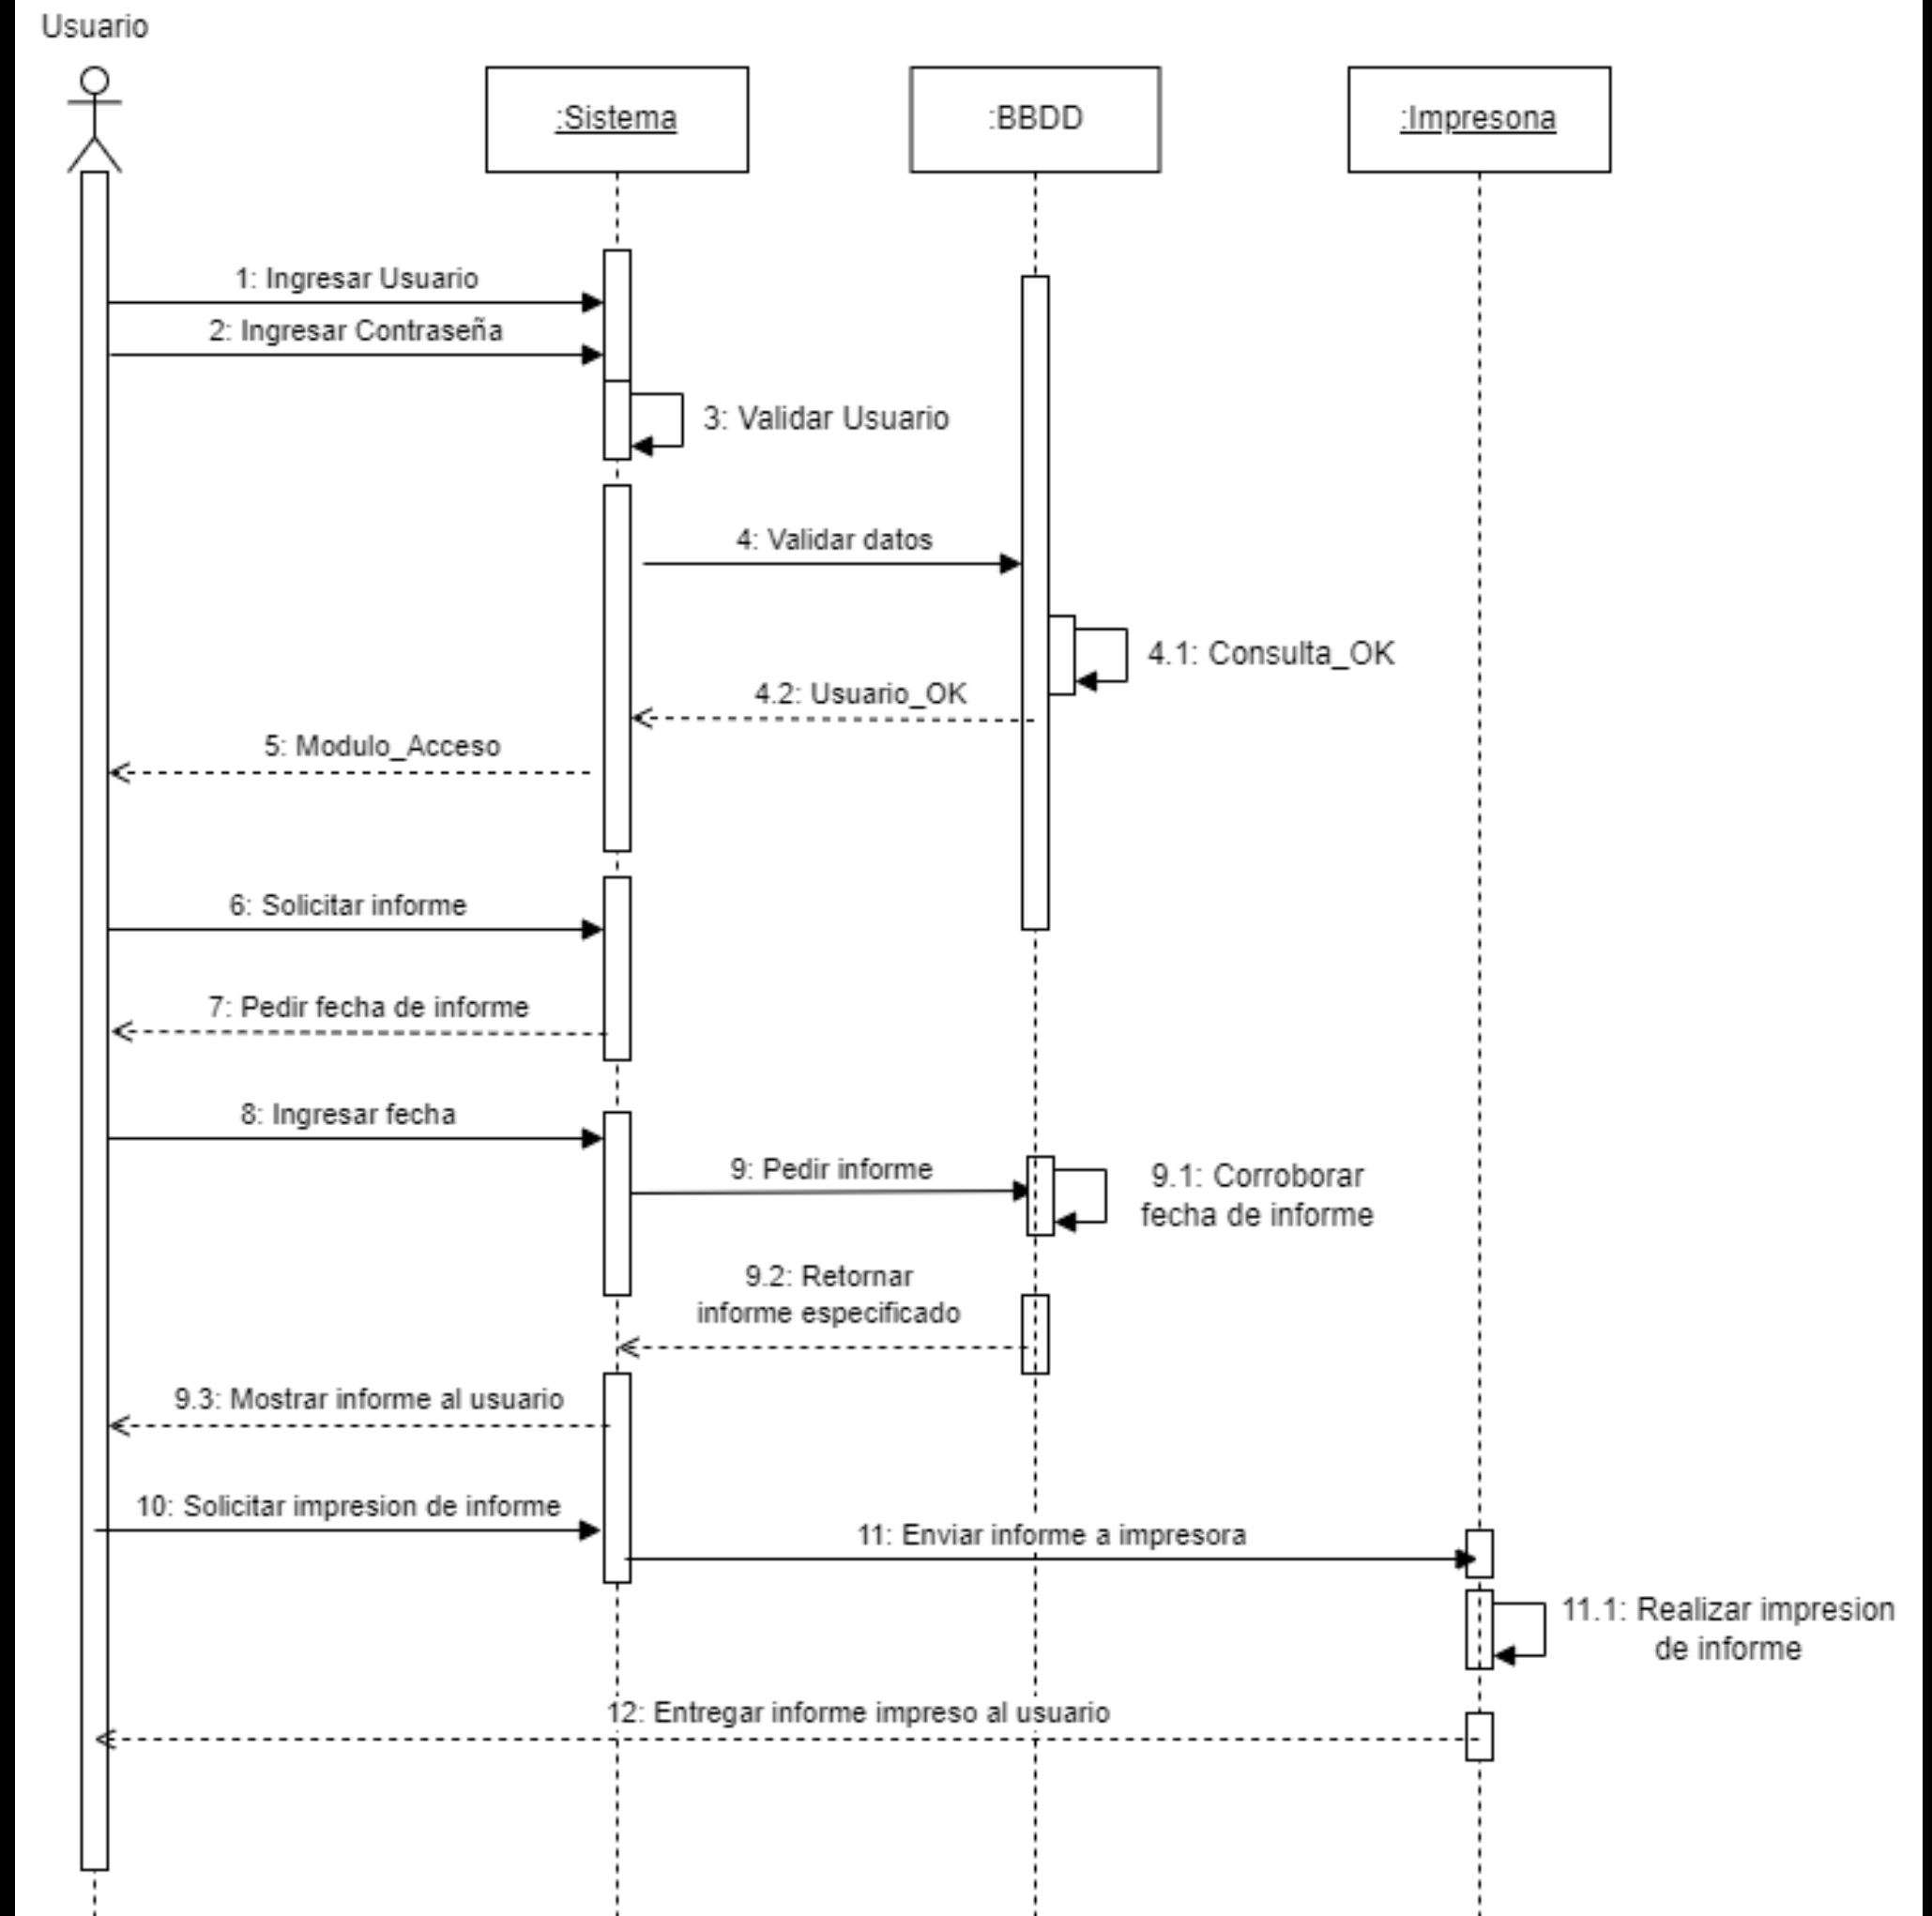 Usuario
:Sistema
:BBDD
:Impresona
1: Ingresar Usuario
2: Ingresar Contraseña
3: Validar Usuario
4: Validar datos
4.1: Consulta_OK
4.2: Usuario_OK
5: Modulo_Acceso
6: Solicitar informe
7: Pedir fecha de informe
8: Ingresar fecha
9: Pedir informe
9.1: Corroborar
fecha de informe
9.2: Retornar
informe especificado
9.3: Mostrar informe al usuario
10: Solicitar impresion de informe
11: Enviar informe a impresora
11.1: Realizar impresion
de informe
12: Entregar informe impreso al usuario